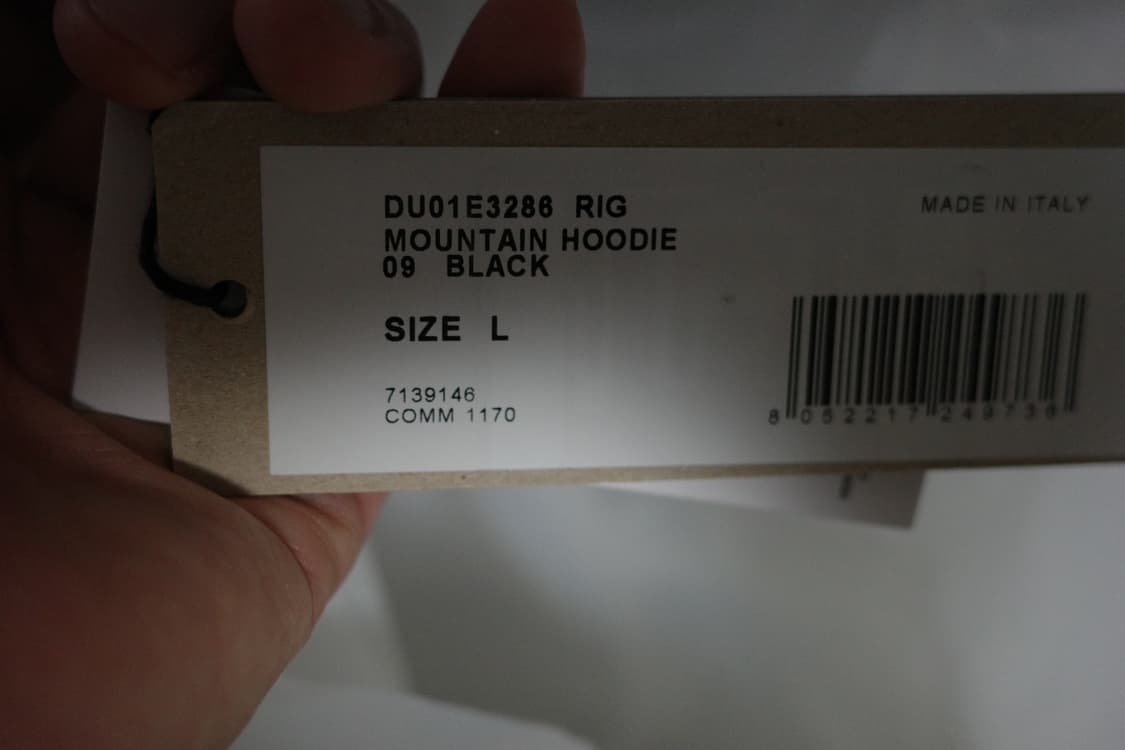 DU01E3286 RIG
MOUNTAIN HOODIE
09 BLACK
SIZE L
7139146
COMM 1170
MADE IN ITALY
8 052217 249736